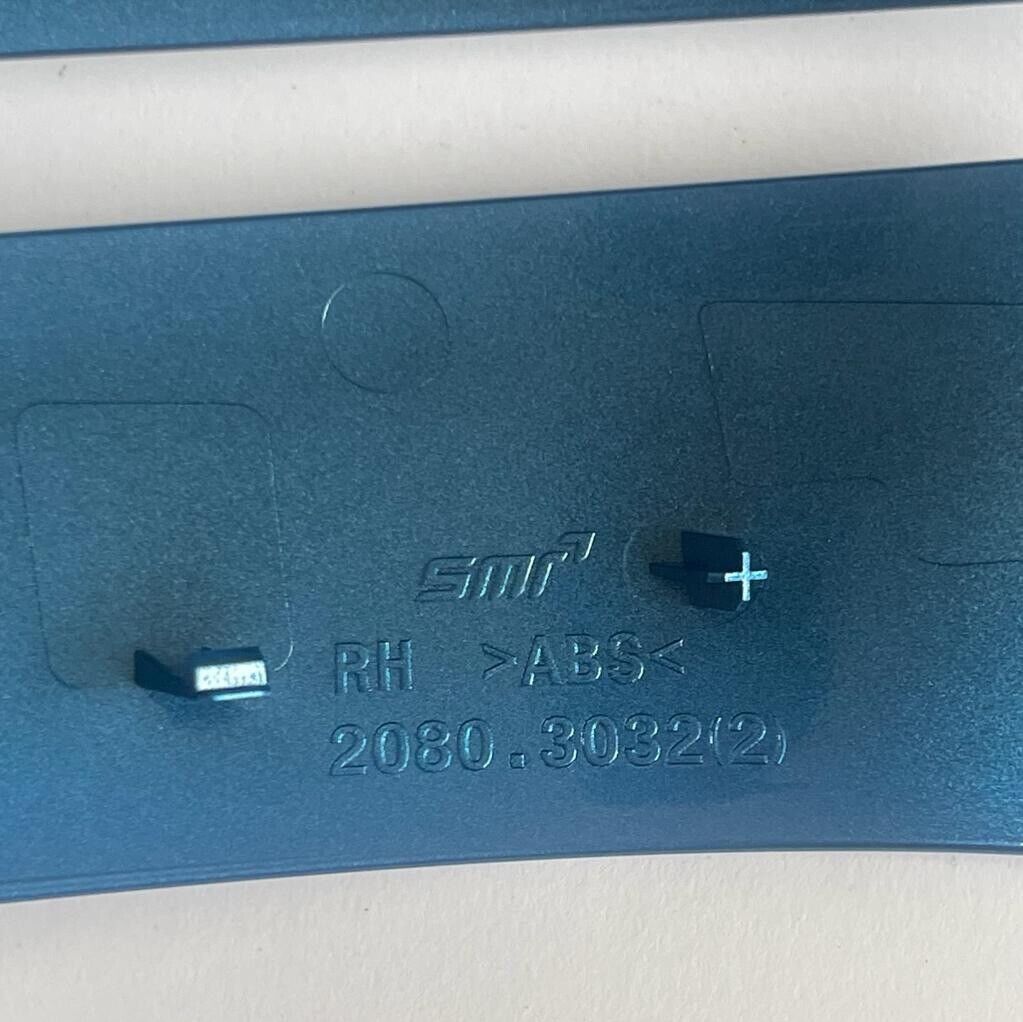 smr
RH >ABS<
2080.3032(2)